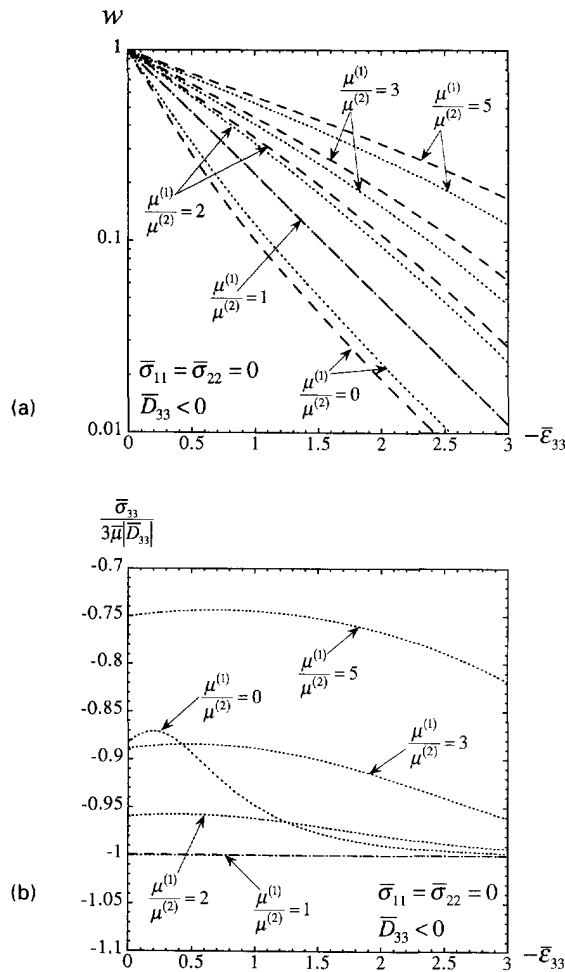 w
1
0.1
0.01
μ^(1)/μ^(2) = 3
μ^(1)/μ^(2) = 5
μ^(1)/μ^(2) = 2
μ^(1)/μ^(2) = 1
μ^(1)/μ^(2) = 0
σ̅₁₁ = σ̅₂₂ = 0
D̅₃₃ < 0
(a)
0 0.5 1 1.5 2 2.5 3
−ε̅₃₃
σ̅₃₃/3μ̅|D̅₃₃|
-0.7
-0.75
-0.8
-0.85
-0.9
-0.95
-1
-1.05
-1.1
μ^(1)/μ^(2) = 5
μ^(1)/μ^(2) = 0
μ^(1)/μ^(2) = 3
μ^(1)/μ^(2) = 2
μ^(1)/μ^(2) = 1
σ̅₁₁ = σ̅₂₂ = 0
D̅₃₃ < 0
(b)
0 0.5 1 1.5 2 2.5 3
−ε̅₃₃